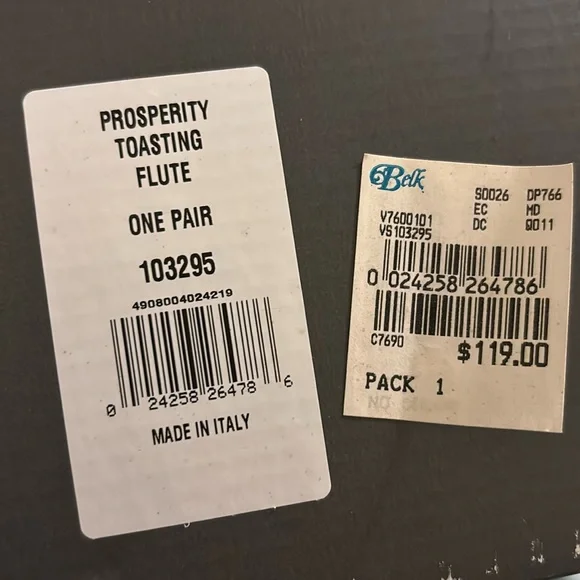 PROSPERITY
TOASTING
FLUTE
ONE PAIR
103295
4908004024219
0 24258 26478 6
MADE IN ITALY
Belk
S0026 DP766
EC MD
V7600101 DC Q011
VS103295
0 024258 264786
C7690
$119.00
PACK 1